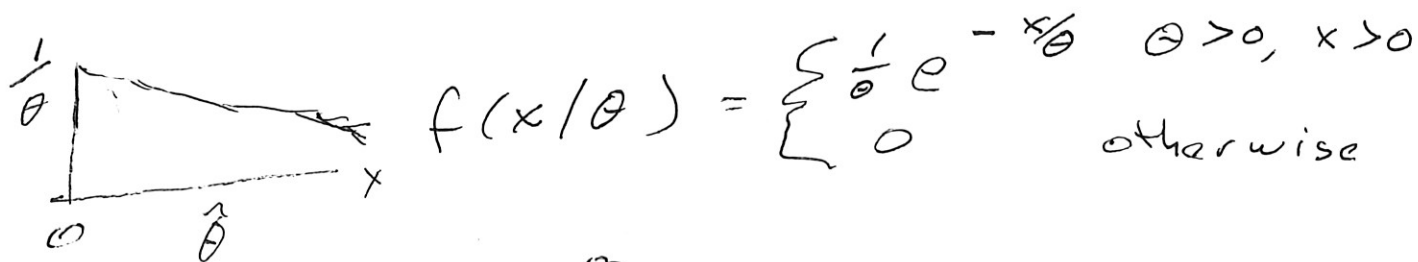 1/θ
f(x/θ) = { 1/θ e^{-x/θ} θ>0, x>0
0 otherwise
x
0 θ̂